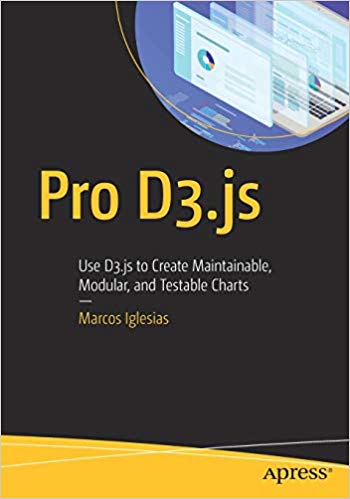 Pro D3.js
Use D3.js to Create Maintainable,
Modular, and Testable Charts
—
Marcos Iglesias
Apress®